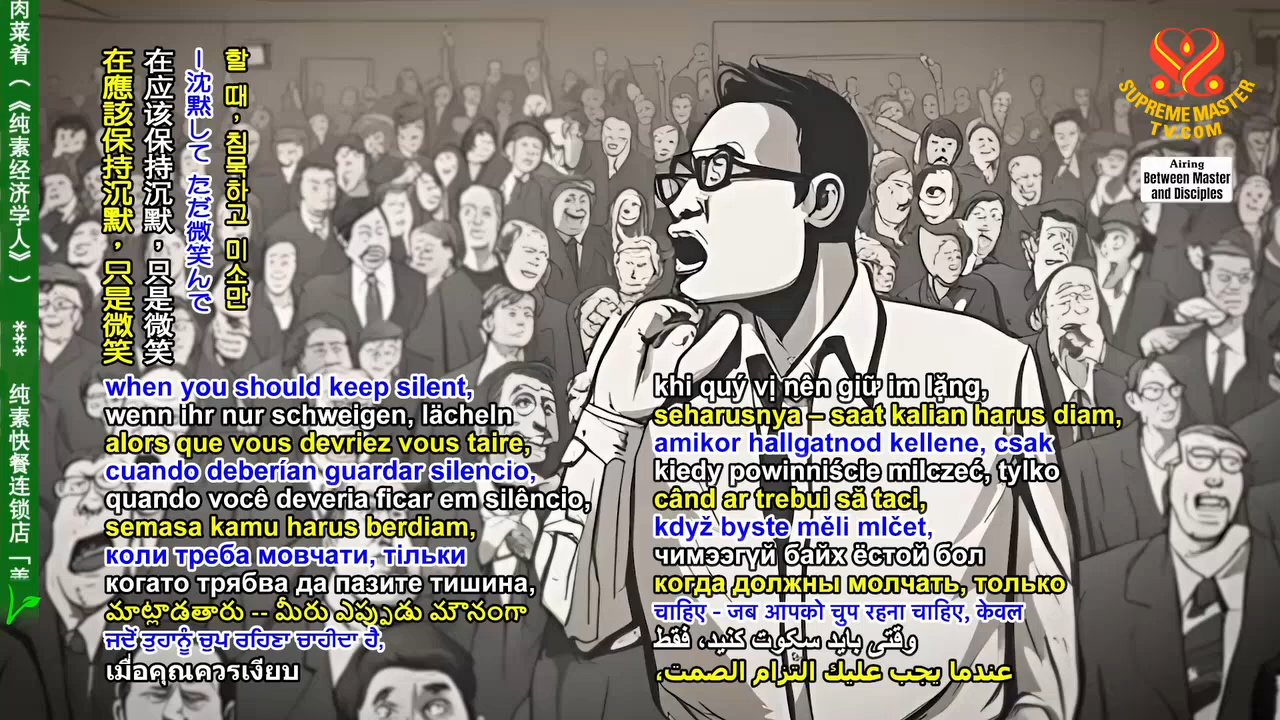 肉菜肴（《纯素经济学人》） *** 纯素快餐连锁店「美
在應該保持沉默，只是微笑
在应该保持沉默，只是微笑
—沈黙して ただ微笑んで
할 때, 침묵하고 미소만
SUPREME MASTER
TV.COM
Airing
Between Master
and Disciples
when you should keep silent,
wenn ihr nur schweigen, lächeln
alors que vous devriez vous taire,
cuando deberían guardar silencio,
quando você deveria ficar em silêncio,
semasa kamu harus berdiam,
коли треба мовчати, тільки
когато трябва да пазите тишина,
మాట్లాడతారు -- మీరు ఎప్పుడు మౌనంగా
ਜਦੋਂ ਤੁਹਾਨੂੰ ਚੁਪ ਰਹਿਣਾ ਚਾਹੀਦਾ ਹੈ,
เมื่อคุณควรเงียบ
khi quý vị nên giữ im lặng,
seharusnya – saat kalian harus diam,
amikor hallgatnod kellene, csak
kiedy powinniście milczeć, tylko
când ar trebui să taci,
když byste měli mlčet,
чимээгүй байх ёстой бол
когда должны молчать, только
चाहिए - जब आपको चुप रहना चाहिए, केवल
وقتی باید سکوت کنید، فقط
عندما يجب عليك التزام الصمت،